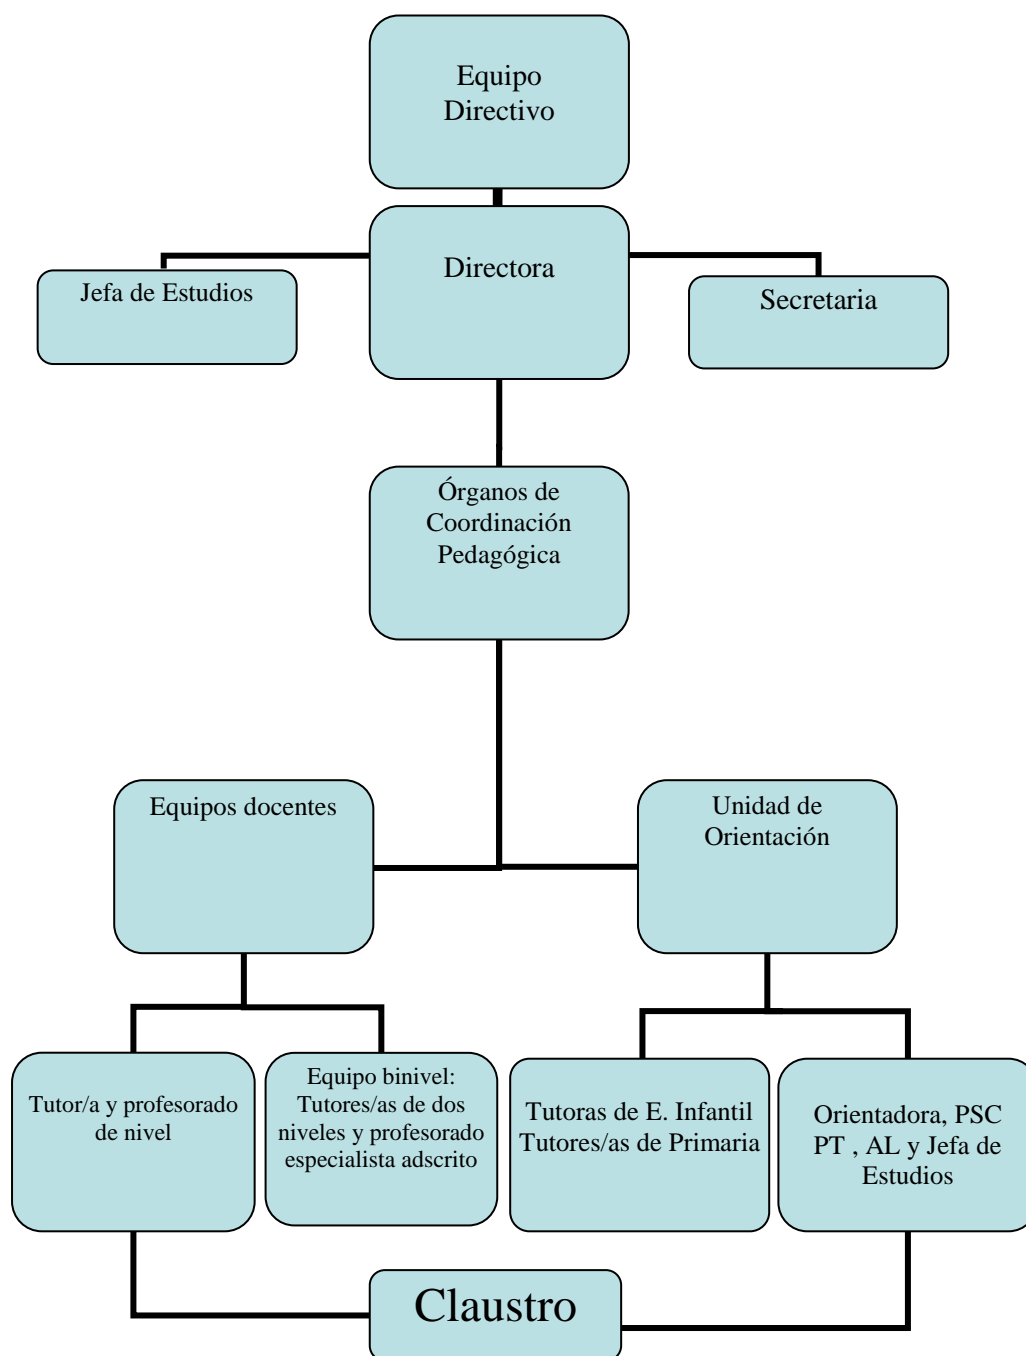 Equipo
Directivo
Directora
Jefa de Estudios
Secretaria
Órganos de
Coordinación
Pedagógica
Equipos docentes
Unidad de
Orientación
Tutor/a y profesorado
de nivel
Equipo binivel:
Tutores/as de dos
niveles y profesorado
especialista adscrito
Tutoras de E. Infantil
Tutores/as de Primaria
Orientadora, PSC
PT , AL y Jefa de
Estudios
Claustro